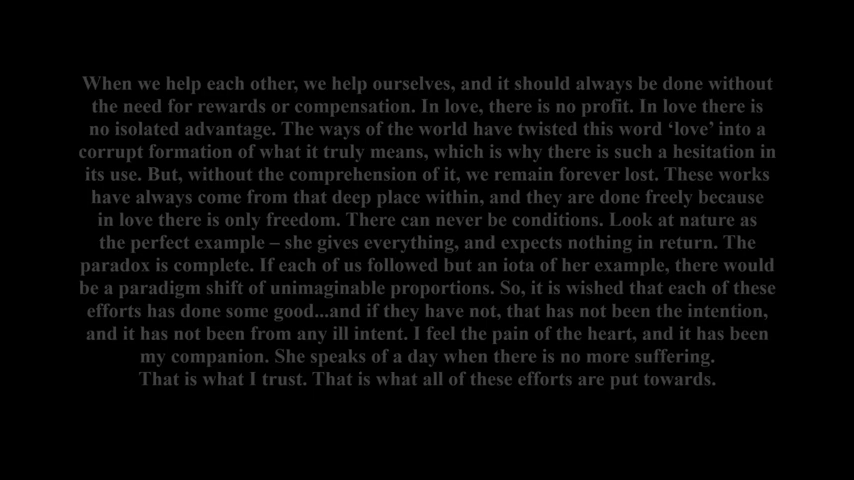 When we help each other, we help ourselves, and it should always be done without
the need for rewards or compensation. In love, there is no profit. In love there is
no isolated advantage. The ways of the world have twisted this word ‘love’ into a
corrupt formation of what it truly means, which is why there is such a hesitation in
its use. But, without the comprehension of it, we remain forever lost. These works
have always come from that deep place within, and they are done freely because
in love there is only freedom. There can never be conditions. Look at nature as
the perfect example – she gives everything, and expects nothing in return. The
paradox is complete. If each of us followed but an iota of her example, there would
be a paradigm shift of unimaginable proportions. So, it is wished that each of these
efforts has done some good...and if they have not, that has not been the intention,
and it has not been from any ill intent. I feel the pain of the heart, and it has been
my companion. She speaks of a day when there is no more suffering.
That is what I trust. That is what all of these efforts are put towards.